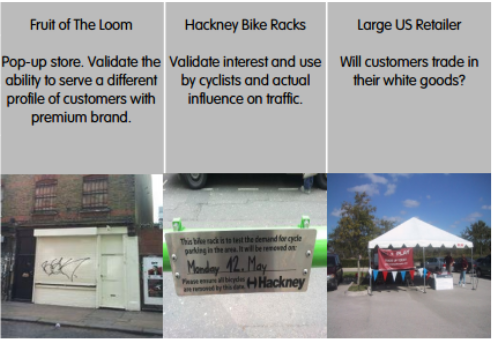 Fruit of The Loom
Pop-up store. Validate the
ability to serve a different
profile of customers with
premium brand.
Hackney Bike Racks
Validate interest and use
by cyclists and actual
influence on traffic.
Large US Retailer
Will customers trade in
their white goods?
This bike rack is to test the demand for cycle
parking in the area. It will be removed on:
Monday 12. May
Please ensure all bicycles
are removed by this date.
Hackney